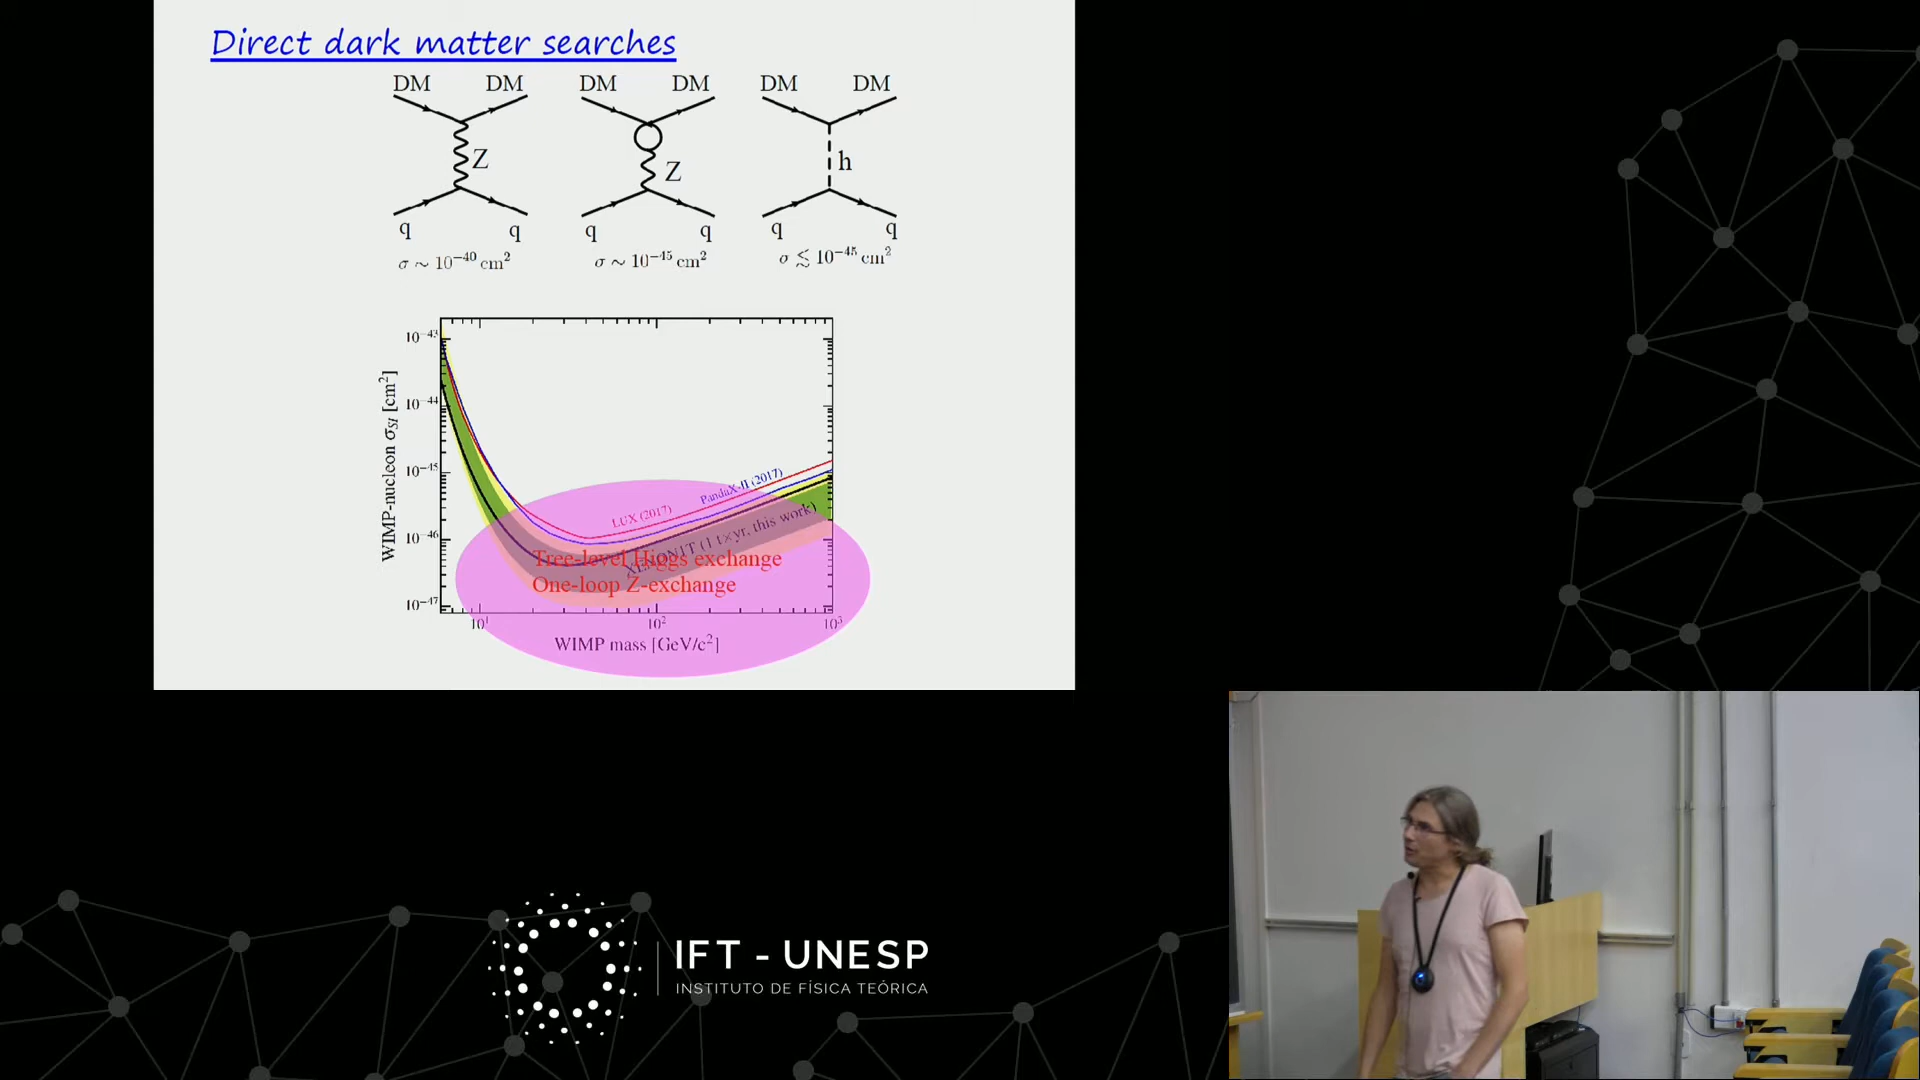 Direct dark matter searches
DM DM DM DM DM DM
Z Z h
q q q q q q
σ ∼ 10⁻⁴⁰ cm² σ ∼ 10⁻⁴⁵ cm² σ ≲ 10⁻⁴⁵ cm²
WIMP-nucleon σSI [cm²]
10⁻⁴³
10⁻⁴⁴
10⁻⁴⁵
10⁻⁴⁶
10⁻⁴⁷
LUX (2017)
PandaX-II (2017)
(1 t×yr, this work)
Tree-level Higgs exchange
One-loop Z-exchange
10¹ 10² 10³
WIMP mass [GeV/c²]
IFT - UNESP
INSTITUTO DE FÍSICA TEÓRICA